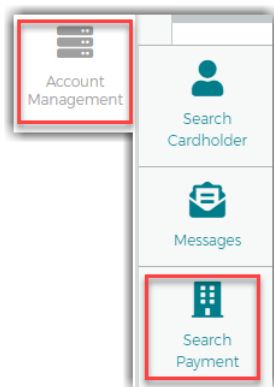 Account
Management
Search
Cardholder
Messages
Search
Payment